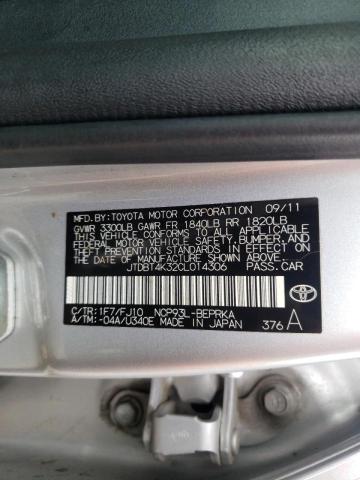 MFD.BY:TOYOTA MOTOR CORPORATION 09/11
GVWR 3300LB GAWR FR 1840LB RR 1820LB
THIS VEHICLE CONFORMS TO ALL APPLICABLE
FEDERAL MOTOR VEHICLE SAFETY,BUMPER,AND
THEFT PREVENTION STANDARDS IN EFFECT ON
THE DATE OF MANUFACTURE SHOWN ABOVE.
JTDBT4K32CL014306 PASS.CAR
C/TR:1F7/FJ10 NCP93L-BEPRKA
A/TM:-04A/U340E MADE IN JAPAN 376 A
TOYOTA